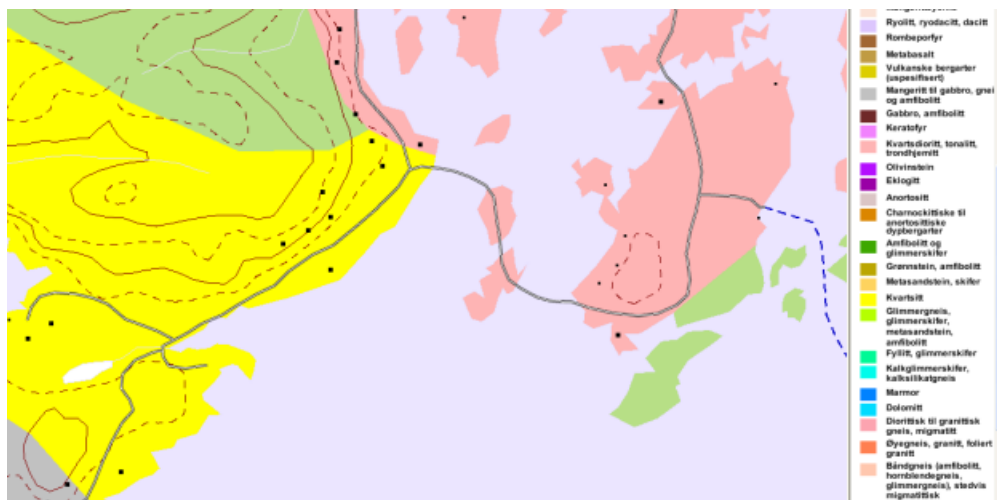 Ryolitt, ryodacitt, dacitt
Rombeporfyr
Metabasalt
Vulkanske bergarter
(uspesifisert)
Mangeritt til gabbro, gnei
og amfibolitt
Gabbro, amfibolitt
Keratofyr
Kvartsdioritt, tonalitt,
trondhjemitt
Olivinstein
Eklogitt
Anortositt
Charnockittiske til
anortosittiske
dypbergarter
Amfibolitt og
glimmerskifer
Grønnstein, amfibolitt
Metasandstein, skifer
Kvartsitt
Glimmergneis,
glimmerskifer,
metasandstein,
amfibolitt
Fyllitt, glimmerskifer
Kalkglimmerskifer,
kalksilikatgneis
Marmor
Dolomitt
Diorittisk til granittisk
gneis, migmatitt
Øyegneis, granitt, foliert
granitt
Båndgneis (amfibolitt,
hornblendegneis,
glimmergneis), stedvis
migmatittisk